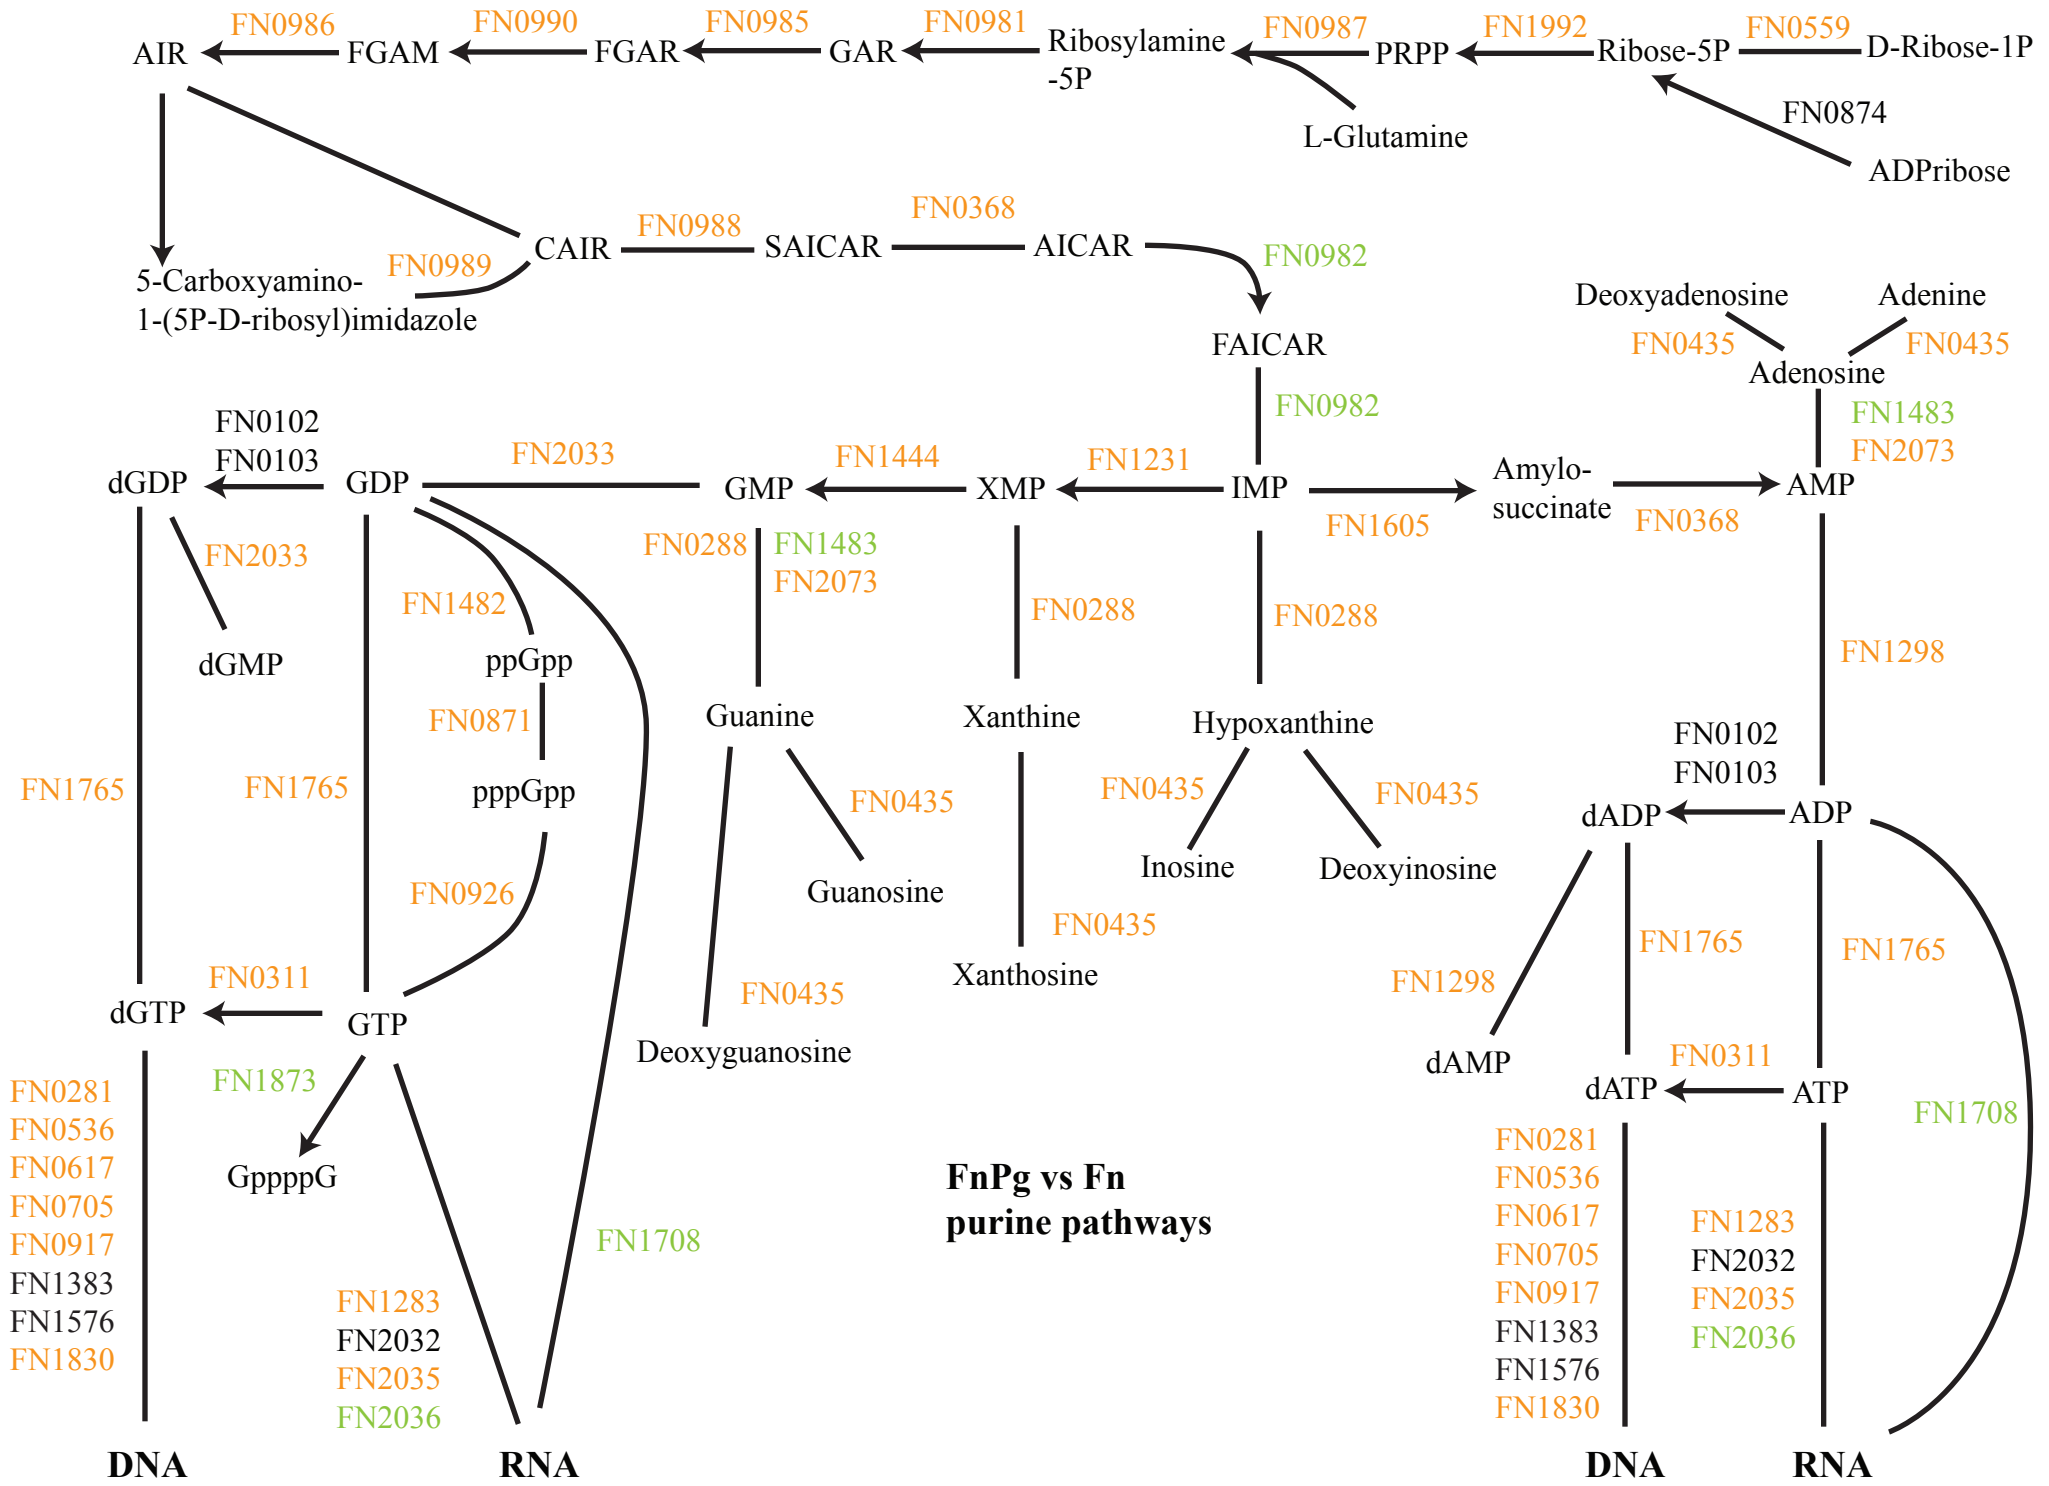 FN0986
FN0990
FN0985
FN0981
FN0987
FN1992
FN0559
AIR
FGAM
FGAR
GAR
Ribosylamine
-5P
PRPP
Ribose-5P
D-Ribose-1P
L-Glutamine
FN0874
ADPribose
FN0988
FN0368
CAIR
SAICAR
AICAR
FN0982
FN0989
5-Carboxyamino-
1-(5P-D-ribosyl)imidazole
Deoxyadenosine
Adenine
FN0435
FN0435
FAICAR
Adenosine
FN0982
FN1483
FN2073
FN0102
FN0103
FN2033
FN1444
FN1231
dGDP
GDP
GMP
XMP
IMP
Amylo-
succinate
AMP
FN1605
FN0368
FN2033
FN0288
FN1483
FN2073
FN1482
FN0288
FN0288
dGMP
ppGpp
FN1298
FN0871
Guanine
Xanthine
Hypoxanthine
FN0102
FN0103
FN1765
FN1765
pppGpp
FN0435
FN0435
FN0435
dADP
ADP
FN0926
Guanosine
Inosine
Deoxyinosine
FN0435
FN1765
FN1765
FN0311
Xanthosine
FN1298
FN0435
dGTP
GTP
Deoxyguanosine
dAMP
FN0311
FN1873
dATP
ATP
FN1708
GppppG
FN0281
FN0536
FN0617
FN0705
FN0917
FN1383
FN1576
FN1830
FnPg vs Fn
purine pathways
FN1708
FN1283
FN2032
FN2035
FN2036
FN0281
FN0536
FN0617
FN0705
FN0917
FN1383
FN1576
FN1830
FN1283
FN2032
FN2035
FN2036
DNA
RNA
DNA
RNA